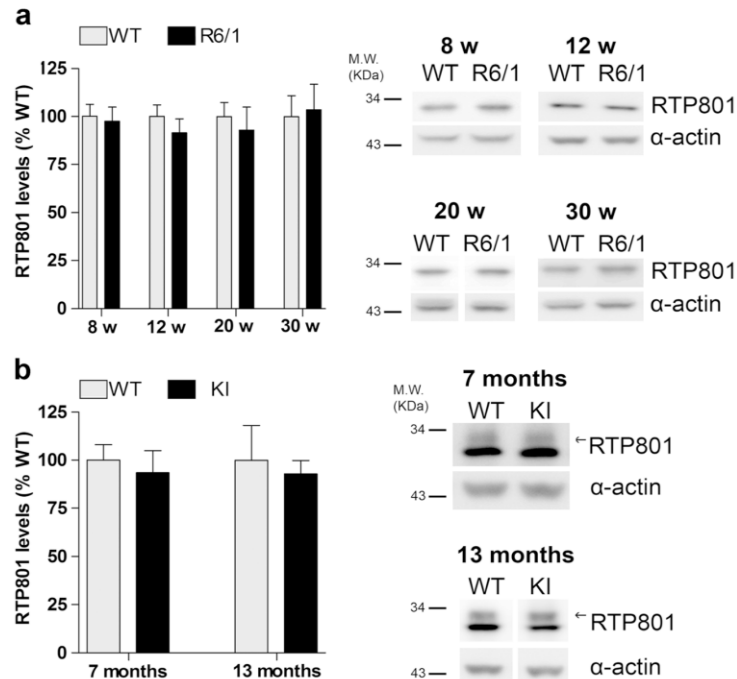 a
WT R6/1
RTP801 levels (% WT)
125
100
75
50
25
0
8 w 12 w 20 w 30 w
M.W.
(KDa)
8 w 12 w
WT R6/1 WT R6/1
34
RTP801
43
α-actin
20 w 30 w
WT R6/1 WT R6/1
34
RTP801
43
α-actin
b
WT KI
RTP801 levels (% WT)
125
100
75
50
25
0
7 months 13 months
M.W.
(KDa)
7 months
WT KI
34
←RTP801
43
α-actin
13 months
WT KI
34
←RTP801
43
α-actin